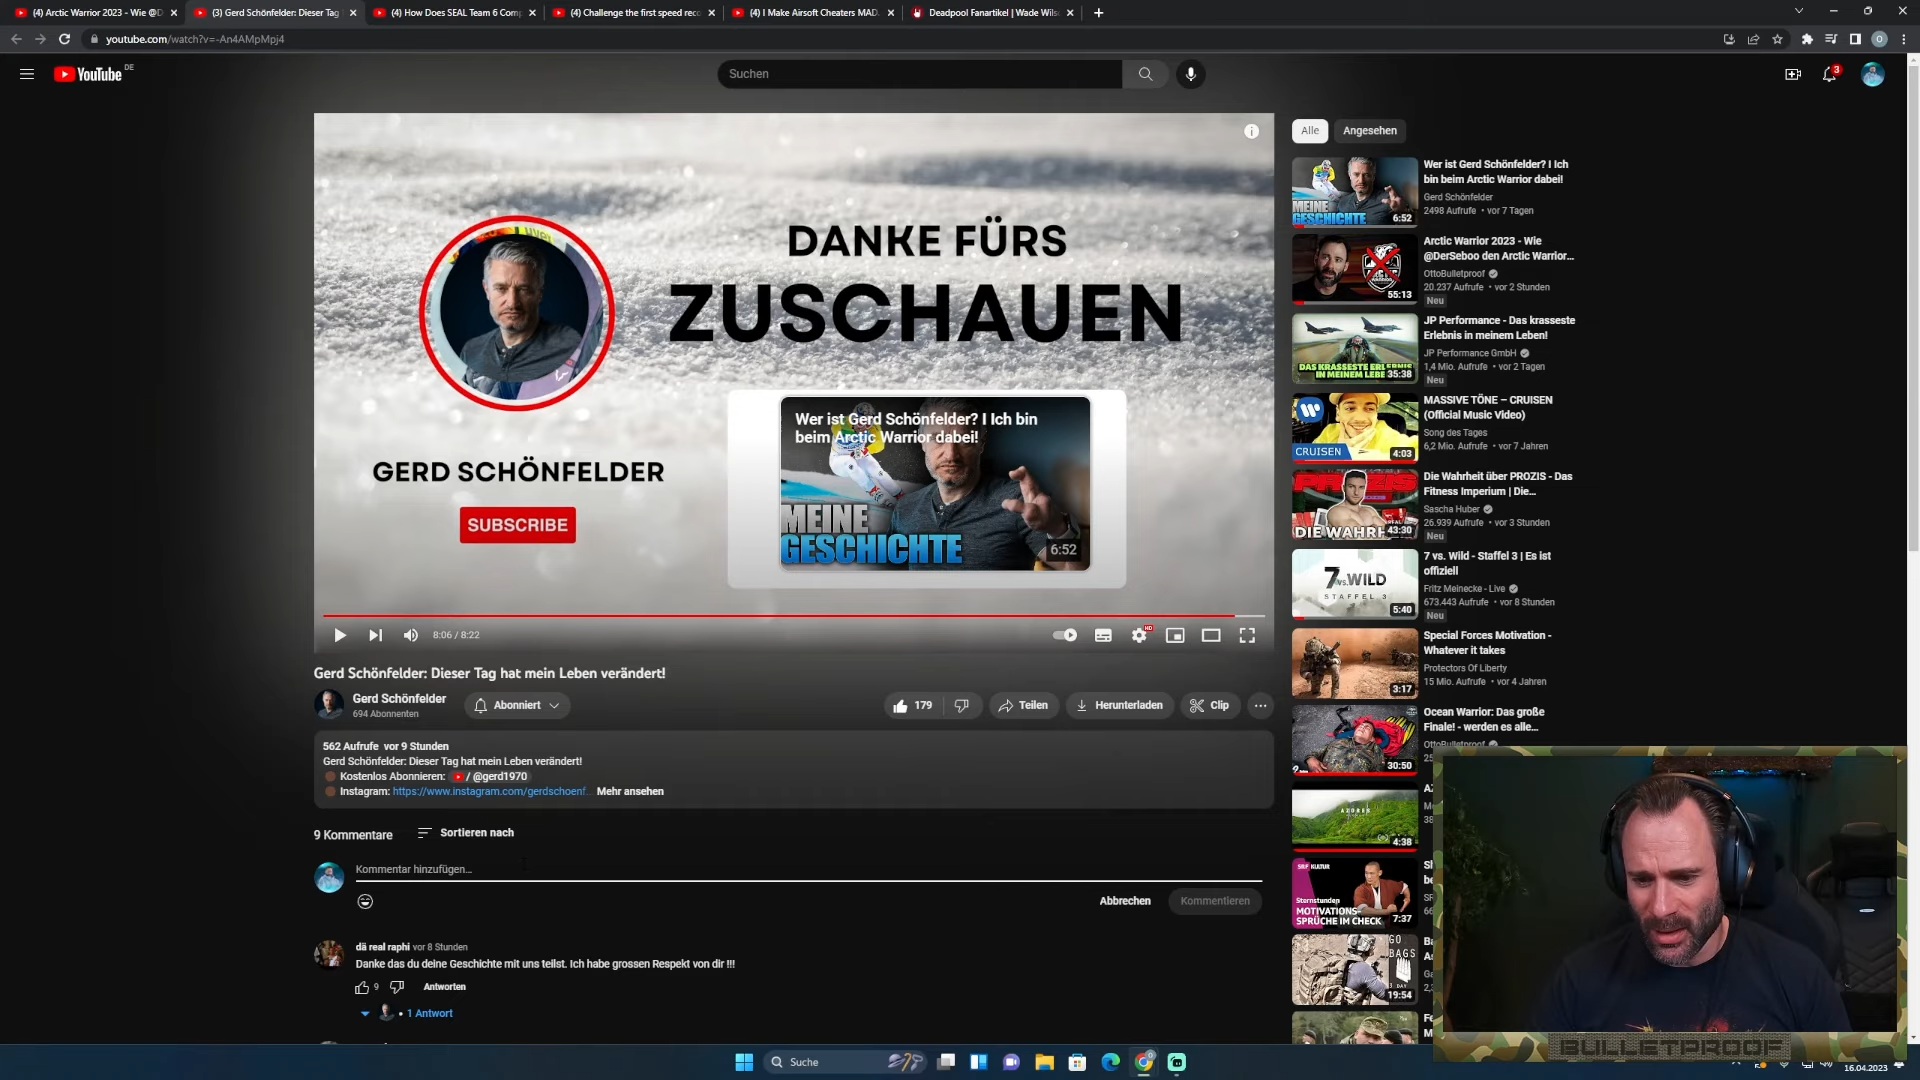 (4) Arctic Warrior 2023 - Wie @D
(3) Gerd Schönfelder: Dieser Tag
(4) How Does SEAL Team 6 Comp
(4) Challenge the first speed reco
(4) I Make Airsoft Cheaters MAD
Deadpool Fanartikel | Wade Wils
youtube.com/watch?v=-An4AMpMpj4
YouTube DE
Suchen
3
DANKE FÜRS
ZUSCHAUEN
GERD SCHÖNFELDER
SUBSCRIBE
Wer ist Gerd Schönfelder? I Ich bin
beim Arctic Warrior dabei!
MEINE
GESCHICHTE
6:52
8:06 / 8:22
HD
Gerd Schönfelder: Dieser Tag hat mein Leben verändert!
Gerd Schönfelder
694 Abonnenten
Abonniert
179
Teilen
Herunterladen
Clip
562 Aufrufe vor 9 Stunden
Gerd Schönfelder: Dieser Tag hat mein Leben verändert!
Kostenlos Abonnieren: / @gerd1970
Instagram: https://www.instagram.com/gerdschoenf... Mehr ansehen
9 Kommentare
Sortieren nach
Kommentar hinzufügen...
Abbrechen
Kommentieren
dä real raphi vor 8 Stunden
Danke das du deine Geschichte mit uns teilst. Ich habe grossen Respekt von dir !!!
9
Antworten
1 Antwort
Alle
Angesehen
MEINE
GESCHICHTE
6:52
Wer ist Gerd Schönfelder? I Ich
bin beim Arctic Warrior dabei!
Gerd Schönfelder
2498 Aufrufe • vor 7 Tagen
55:13
Arctic Warrior 2023 - Wie
@DerSeboo den Arctic Warrior...
OttoBulletproof
20.237 Aufrufe • vor 2 Stunden
Neu
DAS KRASSESTE ERLEBNIS
IN MEINEM LEBEN
35:38
JP Performance - Das krasseste
Erlebnis in meinem Leben!
JP Performance GmbH
1,4 Mio. Aufrufe • vor 2 Tagen
Neu
CRUISEN
4:03
MASSIVE TÖNE – CRUISEN
(Official Music Video)
Song des Tages
6,2 Mio. Aufrufe • vor 7 Jahren
PROZIS
DIE WAHRH
43:30
Die Wahrheit über PROZIS - Das
Fitness Imperium | Die...
Sascha Huber
26.939 Aufrufe • vor 3 Stunden
Neu
7 vs. WILD
STAFFEL 3
5:40
7 vs. Wild - Staffel 3 | Es ist
offiziell
Fritz Meinecke - Live
673.443 Aufrufe • vor 8 Stunden
Neu
3:17
Special Forces Motivation -
Whatever it takes
Protectors Of Liberty
15 Mio. Aufrufe • vor 4 Jahren
30:50
Ocean Warrior: Das große
Finale! - werden es alle...
OttoBulletproof
AZORES
4:38
SRF KULTUR
Sternstunden
MOTIVATIONS-
SPRÜCHE IM CHECK
7:37
GO
BAGS
3 DAY
19:54
BULLETPROOF
Suche
16.04.2023